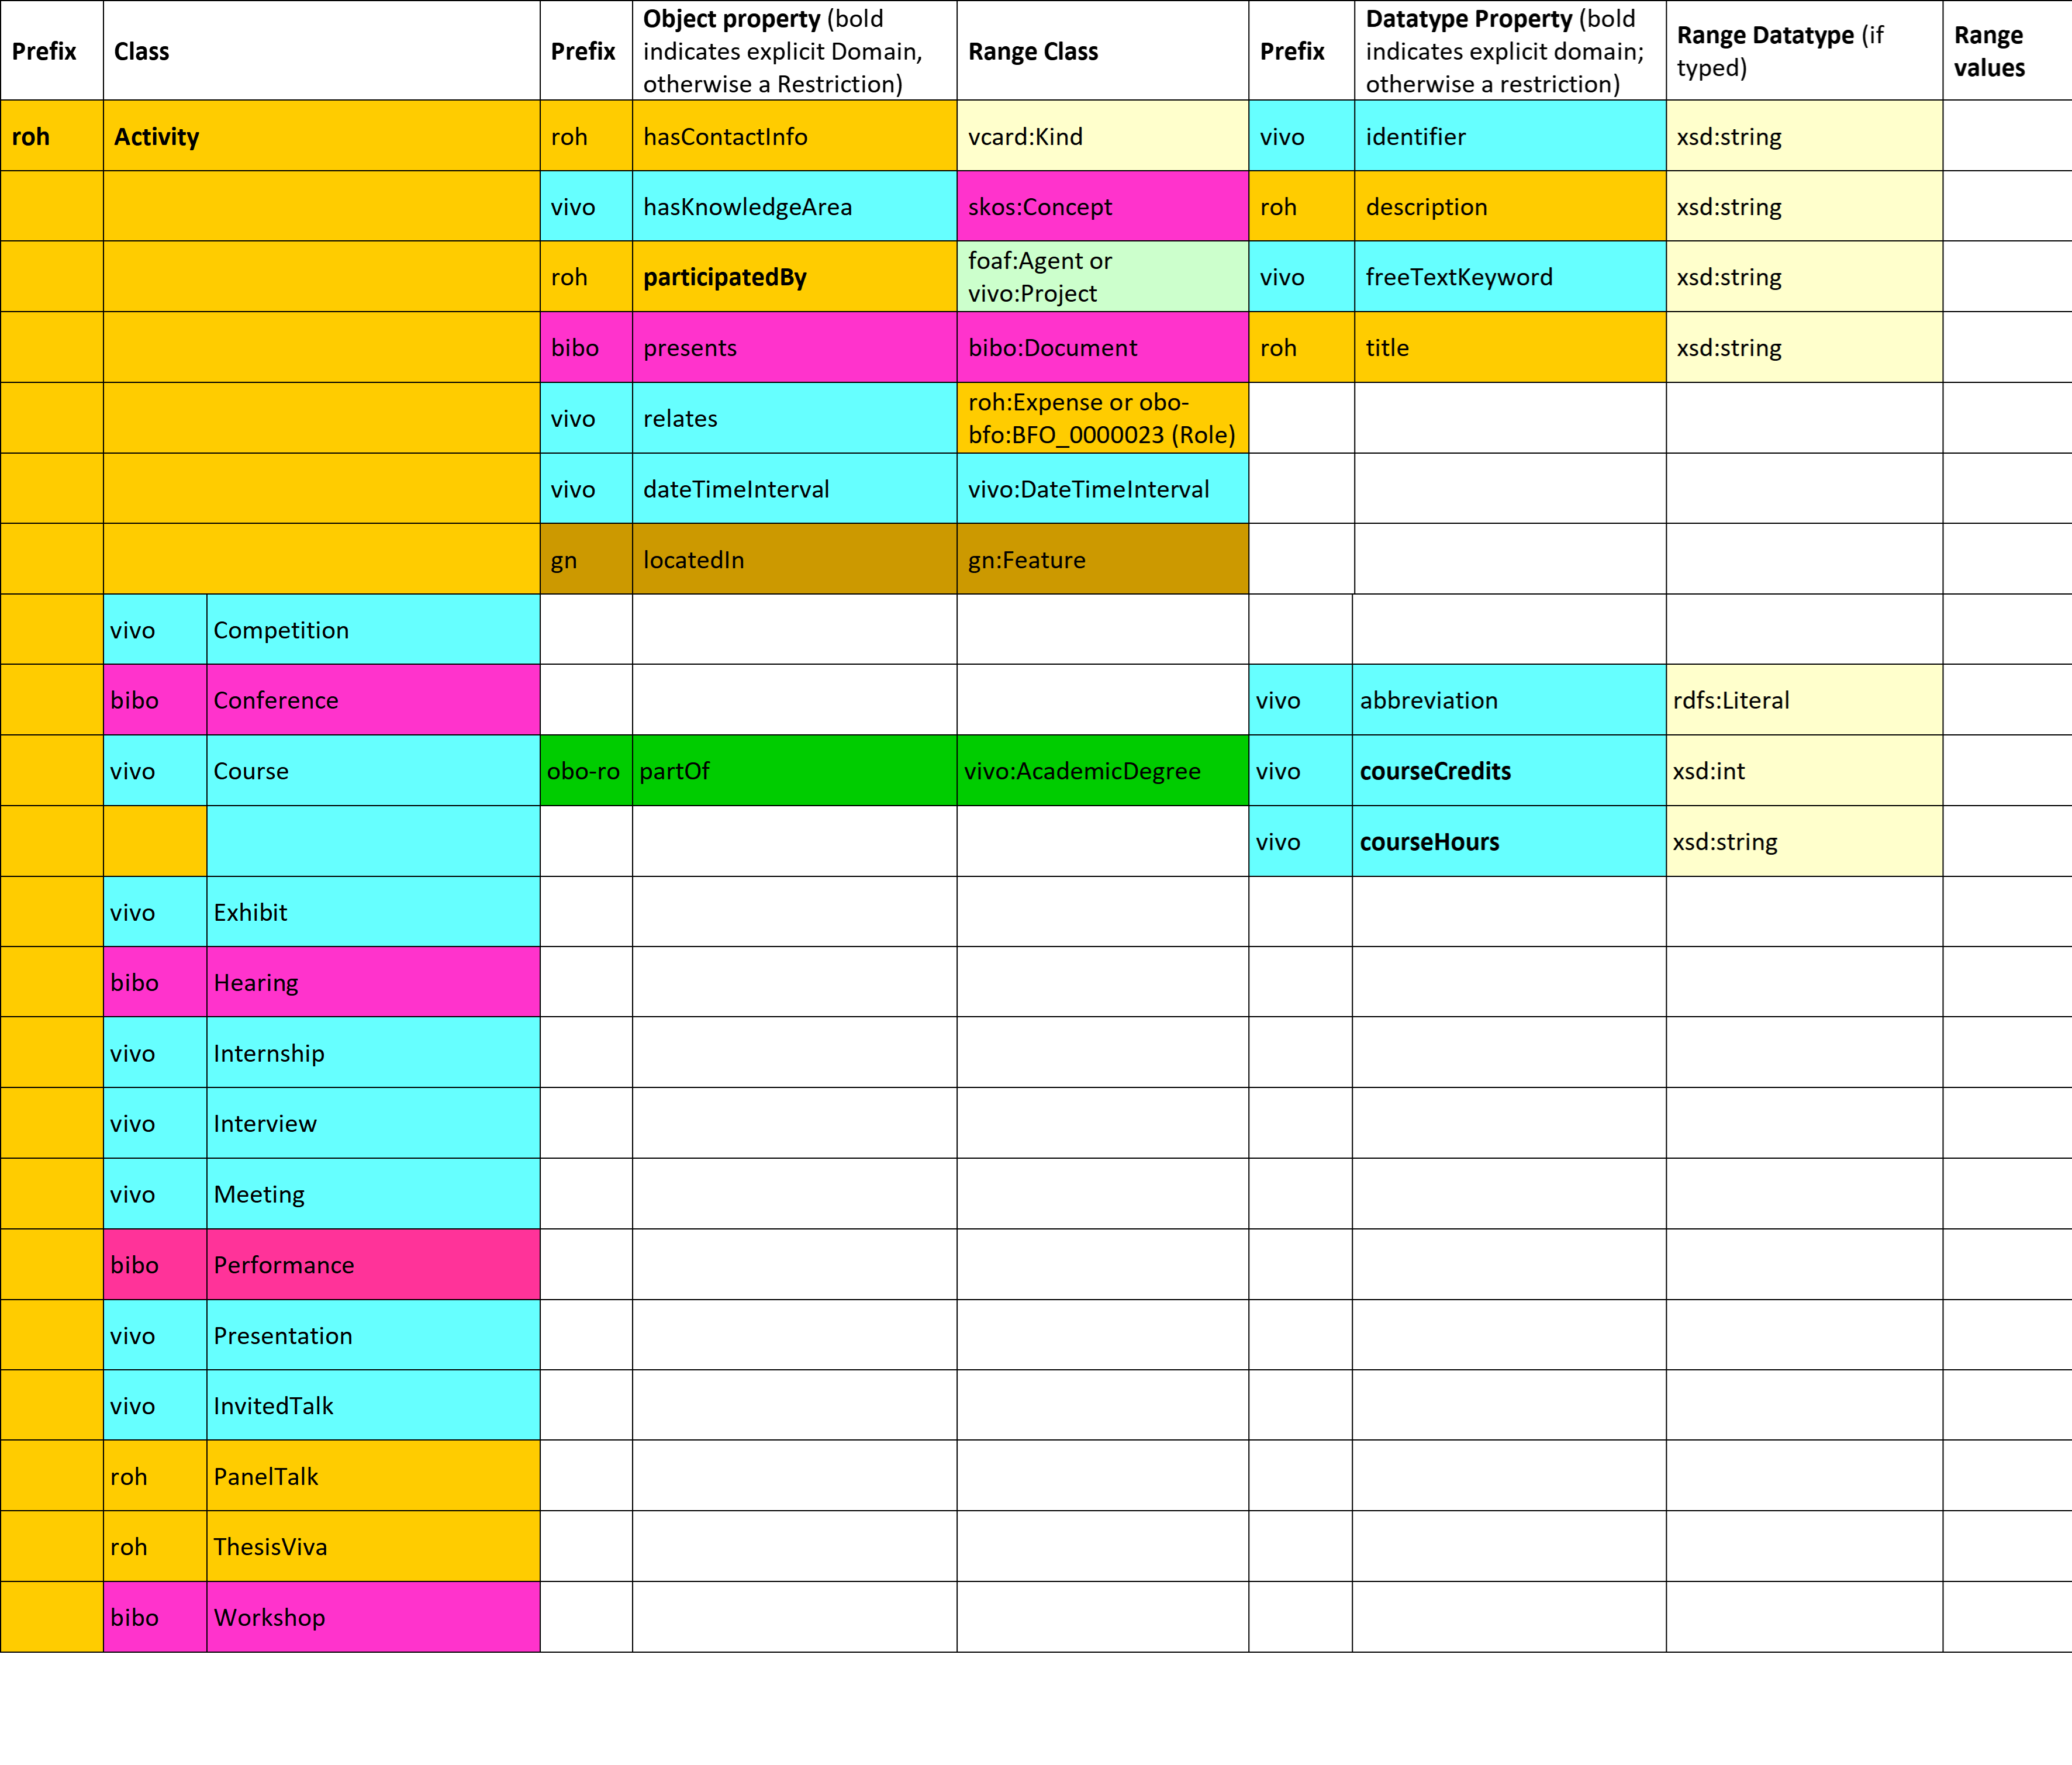 Prefix Class Prefix Object property (bold indicates explicit Domain, otherwise a Restriction) Range Class Prefix Datatype Property (bold indicates explicit domain; otherwise a restriction) Range Datatype (if typed) Range values
roh Activity roh hasContactInfo vcard:Kind vivo identifier xsd:string
vivo hasKnowledgeArea skos:Concept roh description xsd:string
roh participatedBy foaf:Agent or vivo:Project vivo freeTextKeyword xsd:string
bibo presents bibo:Document roh title xsd:string
vivo relates roh:Expense or obo-bfo:BFO_0000023 (Role)
vivo dateTimeInterval vivo:DateTimeInterval
gn locatedIn gn:Feature
vivo Competition
bibo Conference vivo abbreviation rdfs:Literal
vivo Course obo-ro partOf vivo:AcademicDegree vivo courseCredits xsd:int
vivo courseHours xsd:string
vivo Exhibit
bibo Hearing
vivo Internship
vivo Interview
vivo Meeting
bibo Performance
vivo Presentation
vivo InvitedTalk
roh PanelTalk
roh ThesisViva
bibo Workshop